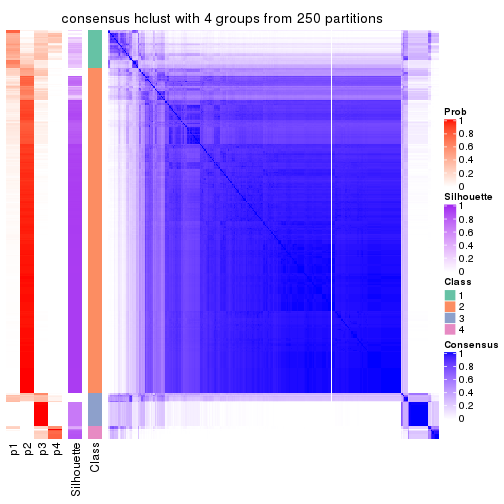 consensus hclust with 4 groups from 250 partitions
Prob
1
0.8
0.6
0.4
0.2
0
Silhouette
1
0.8
0.6
0.4
0.2
0
Class
1
2
3
4
Consensus
1
0.8
0.6
0.4
0.2
0
p1
p2
p3
p4
Silhouette
Class